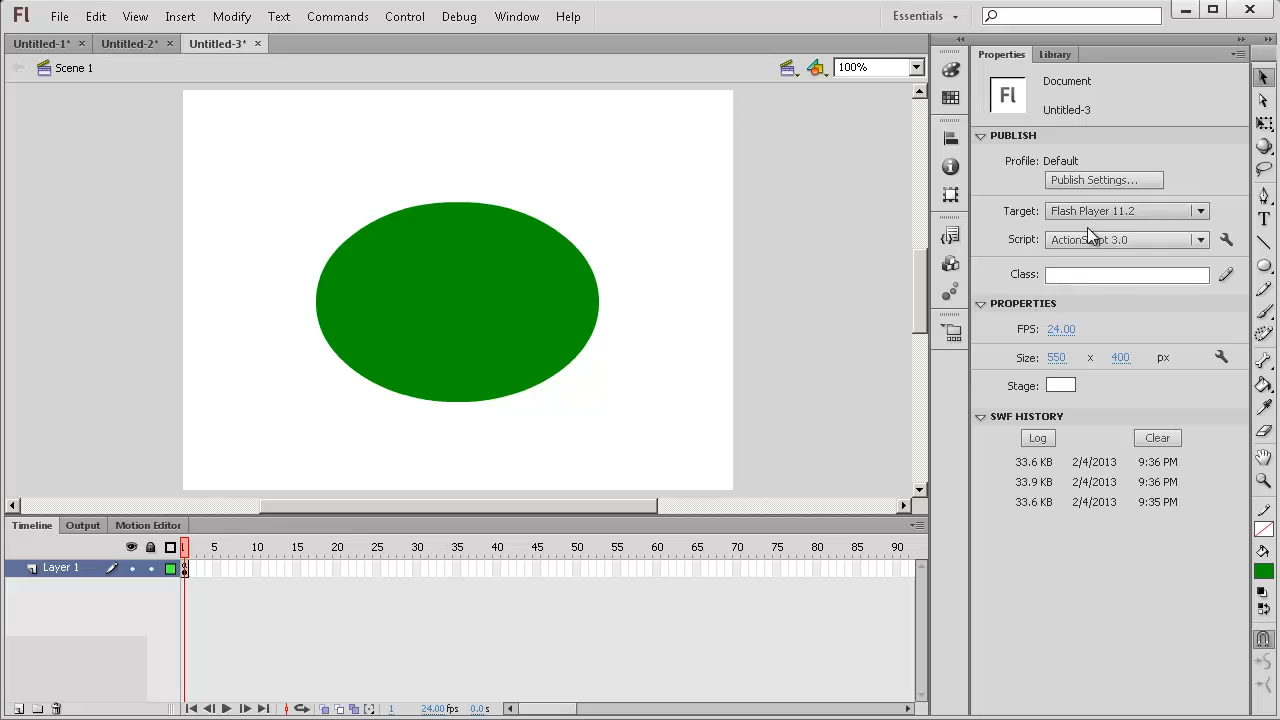 Fl File Edit View Insert Modify Text Commands Control Debug Window Help Essentials
Untitled-1* × Untitled-2* × Untitled-3* × Properties Library
Scene 1 100%
Fl Document
Untitled-3
PUBLISH
Profile: Default
Publish Settings...
Target: Flash Player 11.2
Script: ActionScript 3.0
Class:
PROPERTIES
FPS: 24.00
Size: 550 x 400 px
Stage:
SWF HISTORY
Log Clear
33.6 KB 2/4/2013 9:36 PM
33.9 KB 2/4/2013 9:36 PM
33.6 KB 2/4/2013 9:35 PM
Timeline Output Motion Editor
1 5 10 15 20 25 30 35 40 45 50 55 60 65 70 75 80 85 90
Layer 1
1 24.00fps 0.0s